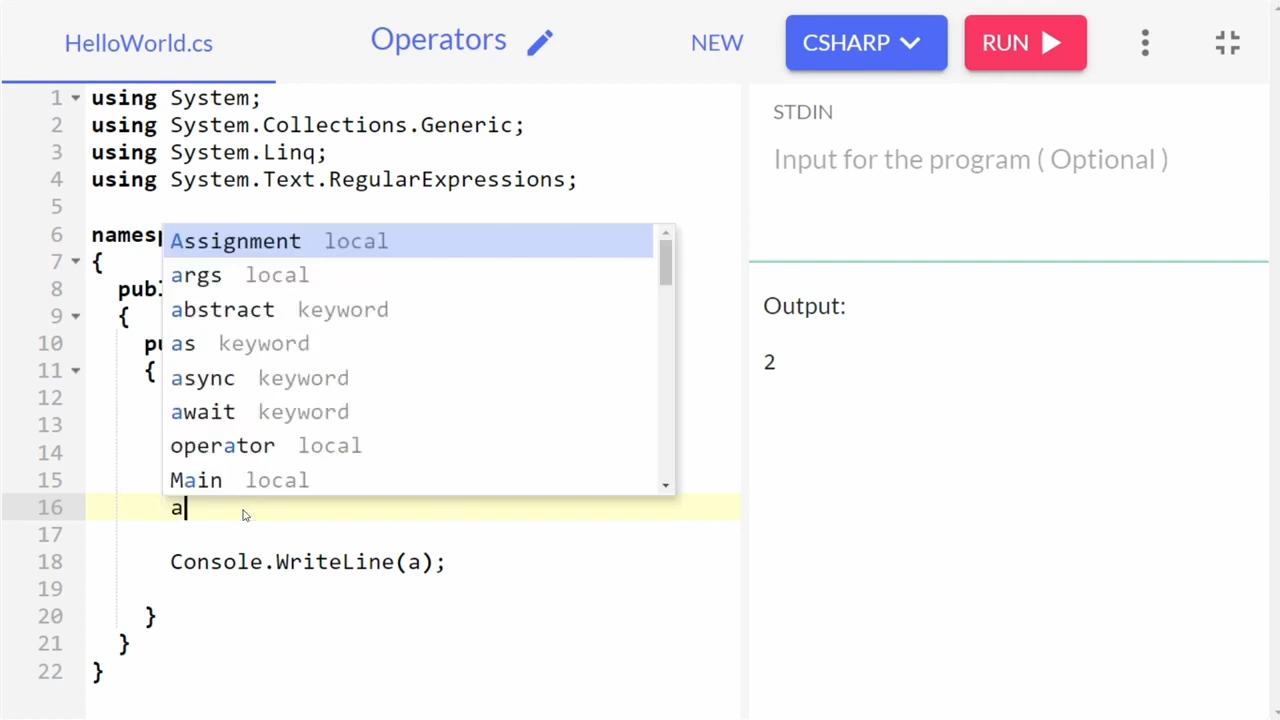 HelloWorld.cs
Operators
NEW
CSHARP
RUN
1 using System;
2 using System.Collections.Generic;
3 using System.Linq;
4 using System.Text.RegularExpressions;
5
6 namesp
7 {
8 publ
9 {
10 pu
11 {
12
13
14
15
16 a
17
18 Console.WriteLine(a);
19
20 }
21 }
22 }
Assignment local
args local
abstract keyword
as keyword
async keyword
await keyword
operator local
Main local
STDIN
Input for the program ( Optional )
Output:
2